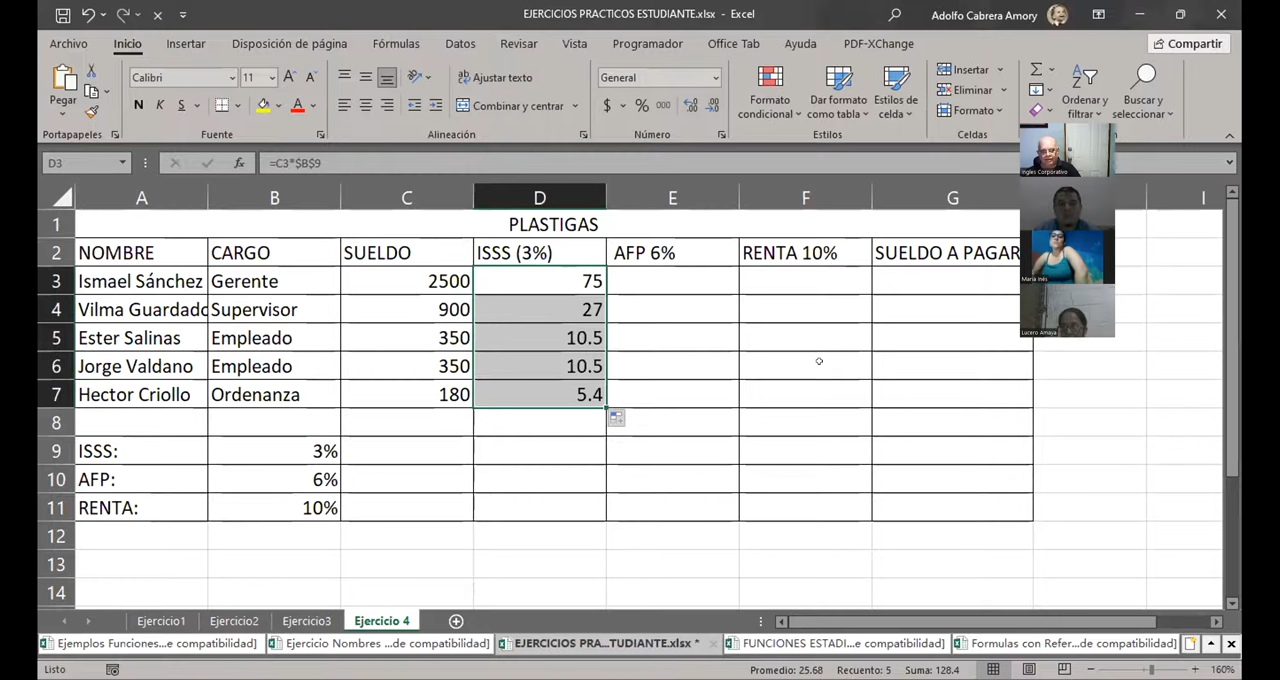 EJERCICIOS PRACTICOS ESTUDIANTE.xlsx - Excel
Adolfo Cabrera Amory
Archivo Inicio Insertar Disposición de página Fórmulas Datos Revisar Vista Programador Office Tab Ayuda PDF-XChange Compartir
Pegar
Calibri 11 A A
N K S A
Ajustar texto
Combinar y centrar
General
$ % 000
Formato condicional
Dar formato como tabla
Estilos de celda
Insertar
Eliminar
Formato
Ordenar y filtrar
Buscar y seleccionar
Portapapeles Fuente Alineación Número Estilos Celdas
D3 fx =C3*$B$9
Ingles Corporativo
María Inés
Lucero Amaya
A B C D E F G I
1 PLASTIGAS
2 NOMBRE CARGO SUELDO ISSS (3%) AFP 6% RENTA 10% SUELDO A PAGAR
3 Ismael Sánchez Gerente 2500 75
4 Vilma Guardado Supervisor 900 27
5 Ester Salinas Empleado 350 10.5
6 Jorge Valdano Empleado 350 10.5
7 Hector Criollo Ordenanza 180 5.4
8
9 ISSS: 3%
10 AFP: 6%
11 RENTA: 10%
12
13
14
Ejercicio1 Ejercicio2 Ejercicio3 Ejercicio 4
Ejemplos Funciones...e compatibilidad] Ejercicio Nombres ...de compatibilidad] EJERCICIOS PRA...TUDIANTE.xlsx * FUNCIONES ESTADI...e compatibilidad] Formulas con Refer...de compatibilidad]
Listo Promedio: 25.68 Recuento: 5 Suma: 128.4 160%